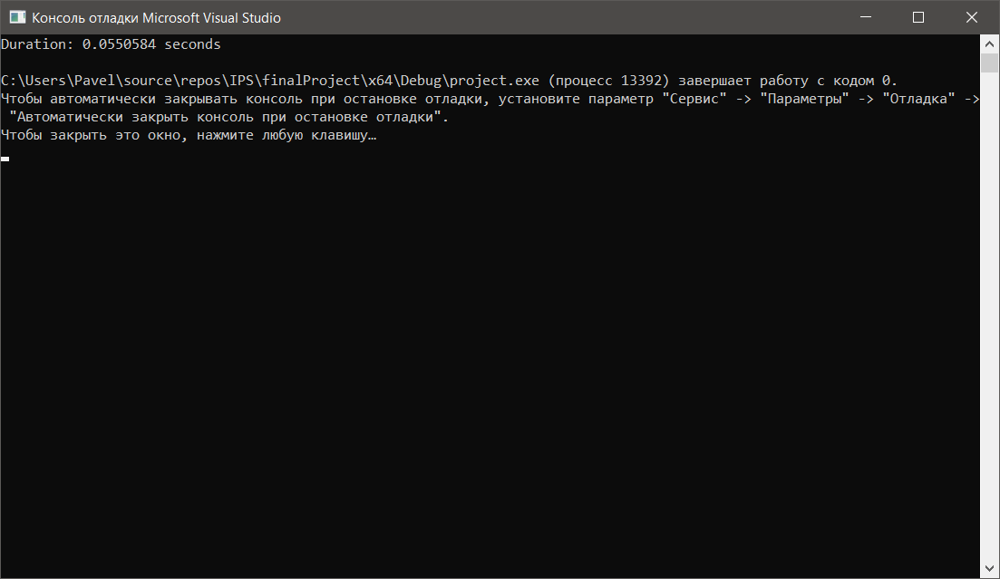 Консоль отладки Microsoft Visual Studio
Duration: 0.0550584 seconds
C:\Users\Pavel\source\repos\IPS\finalProject\x64\Debug\project.exe (процесс 13392) завершает работу с кодом 0.
Чтобы автоматически закрывать консоль при остановке отладки, установите параметр "Сервис" -> "Параметры" -> "Отладка" ->
"Автоматически закрыть консоль при остановке отладки".
Чтобы закрыть это окно, нажмите любую клавишу…